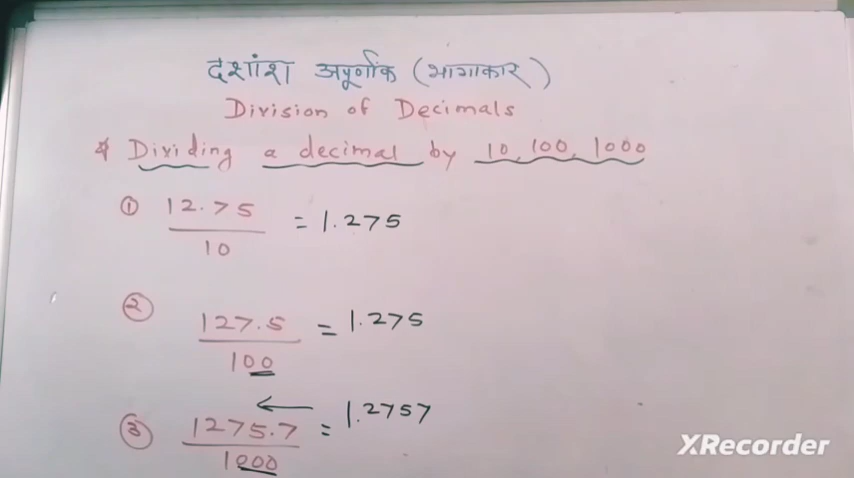 दशांश अपूर्णांक (भागाकार)
Division of Decimals
* Dividing a decimal by 10, 100, 1000
① 12.75 / 10 = 1.275
② 127.5 / 100 = 1.275
③ 1275.7 / 1000 = 1.2757
XRecorder